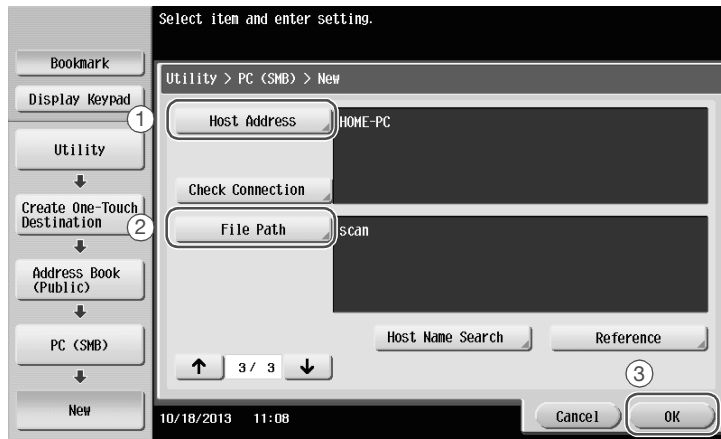 Select item and enter setting.
Bookmark
Display Keypad
Utility
Create One-Touch
Destination
Address Book
(Public)
PC (SMB)
New
Utility > PC (SMB) > New
1
Host Address
HOME-PC
Check Connection
2
File Path
scan
Host Name Search
Reference
↑ 3/ 3 ↓
3
10/18/2013 11:08
Cancel
OK